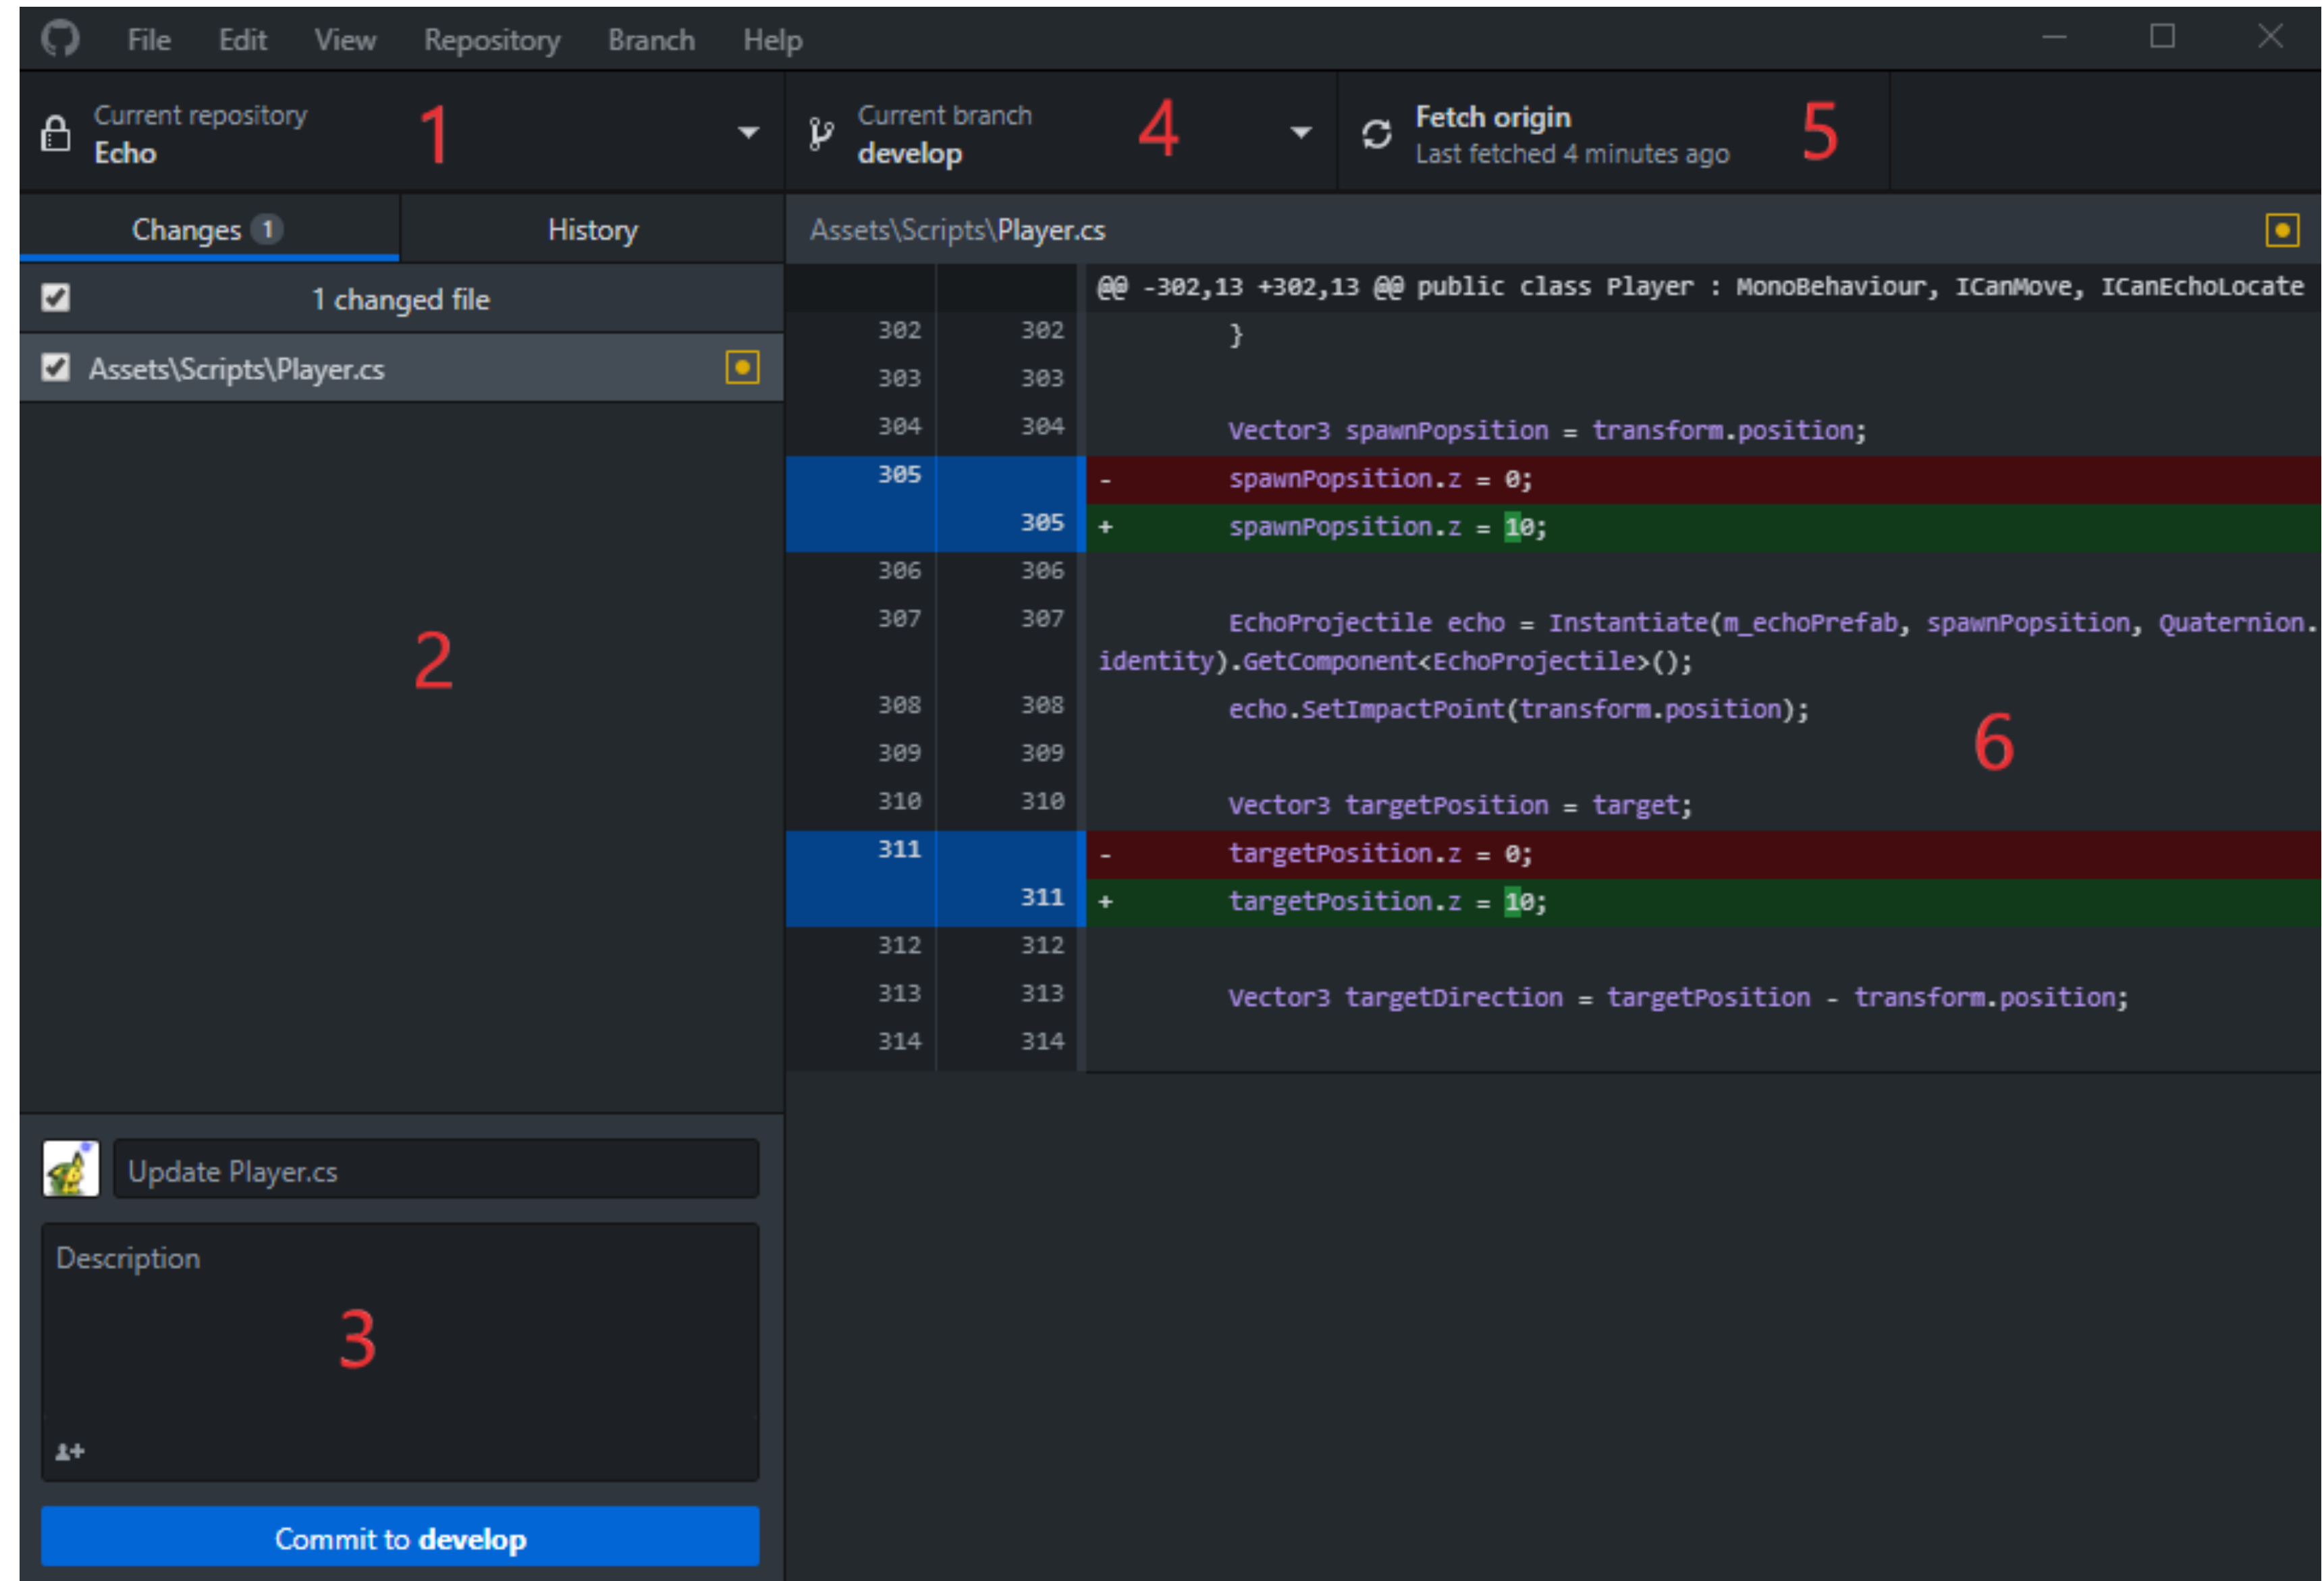 File Edit View Repository Branch Help
Current repository
Echo
1
Current branch
develop
4
Fetch origin
Last fetched 4 minutes ago
5
Changes 1
History
1 changed file
Assets\Scripts\Player.cs
2
Update Player.cs
Description
3
Commit to develop
Assets\Scripts\Player.cs
@@ -302,13 +302,13 @@ public class Player : MonoBehaviour, ICanMove, ICanEchoLocate
302 302 }
303 303
304 304 Vector3 spawnPopsition = transform.position;
305 - spawnPopsition.z = 0;
305 + spawnPopsition.z = 10;
306 306
307 307 EchoProjectile echo = Instantiate(m_echoPrefab, spawnPopsition, Quaternion.
identity).GetComponent<EchoProjectile>();
308 308 echo.SetImpactPoint(transform.position);
6
309 309
310 310 Vector3 targetPosition = target;
311 - targetPosition.z = 0;
311 + targetPosition.z = 10;
312 312
313 313 Vector3 targetDirection = targetPosition - transform.position;
314 314